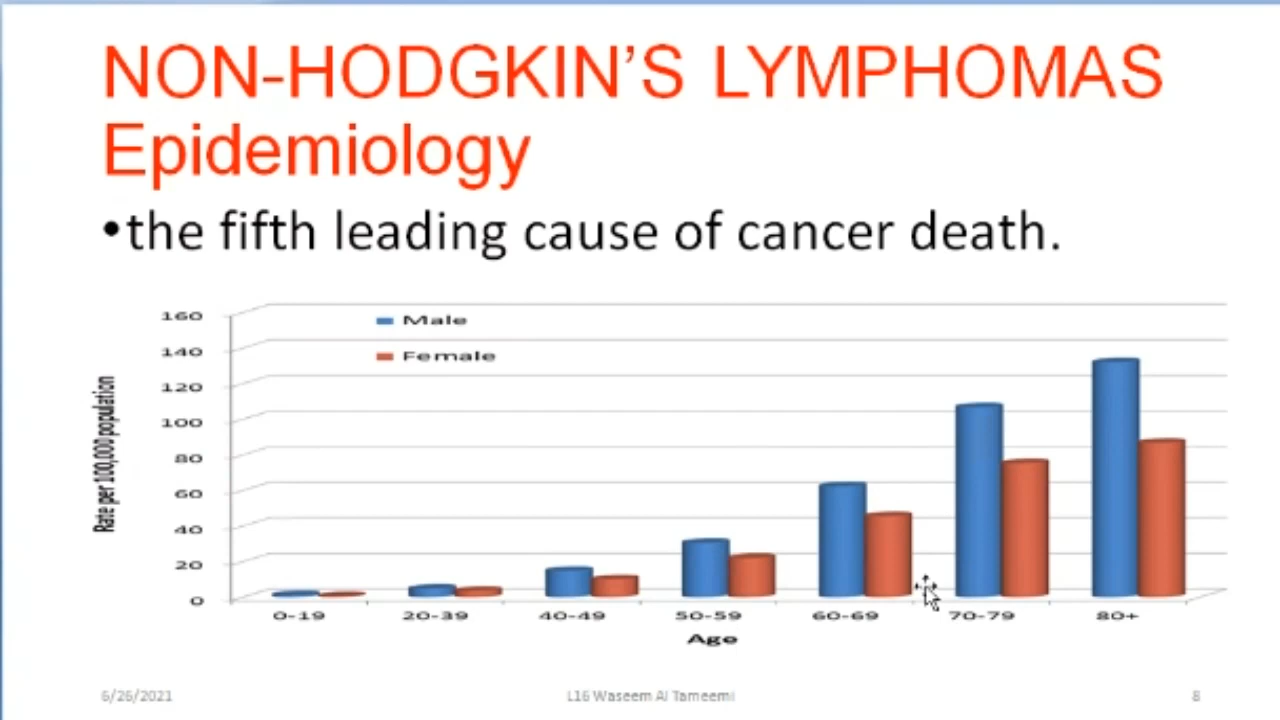 NON-HODGKIN’S LYMPHOMAS
Epidemiology
•the fifth leading cause of cancer death.
160
140
120
100
80
60
40
20
0
Rate per 100,000 population
Male
Female
0-19 20-39 40-49 50-59 60-69 70-79 80+
Age
6/26/2021 L16 Waseem Al Tameemi 8